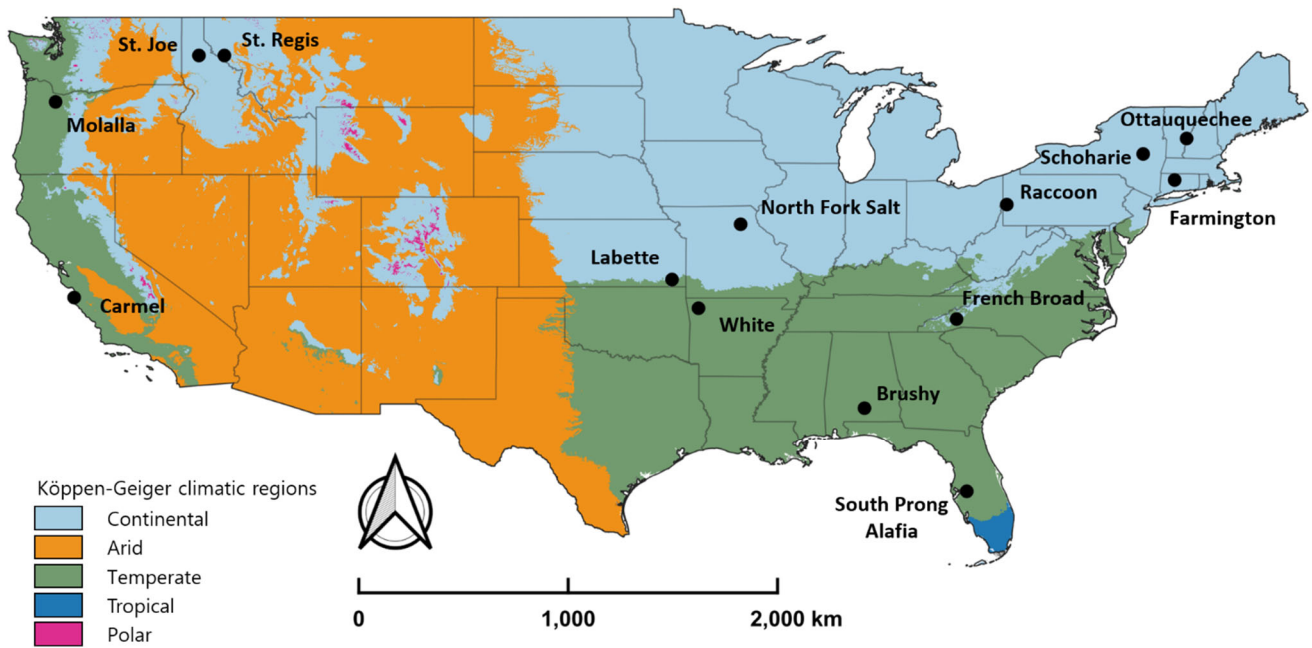 St. Joe
St. Regis
Molalla
Ottauquechee
Schoharie
Raccoon
North Fork Salt
Farmington
Labette
Carmel
French Broad
White
Brushy
South Prong
Alafia
Köppen-Geiger climatic regions
Continental
Arid
Temperate
Tropical
Polar
0 1,000 2,000 km